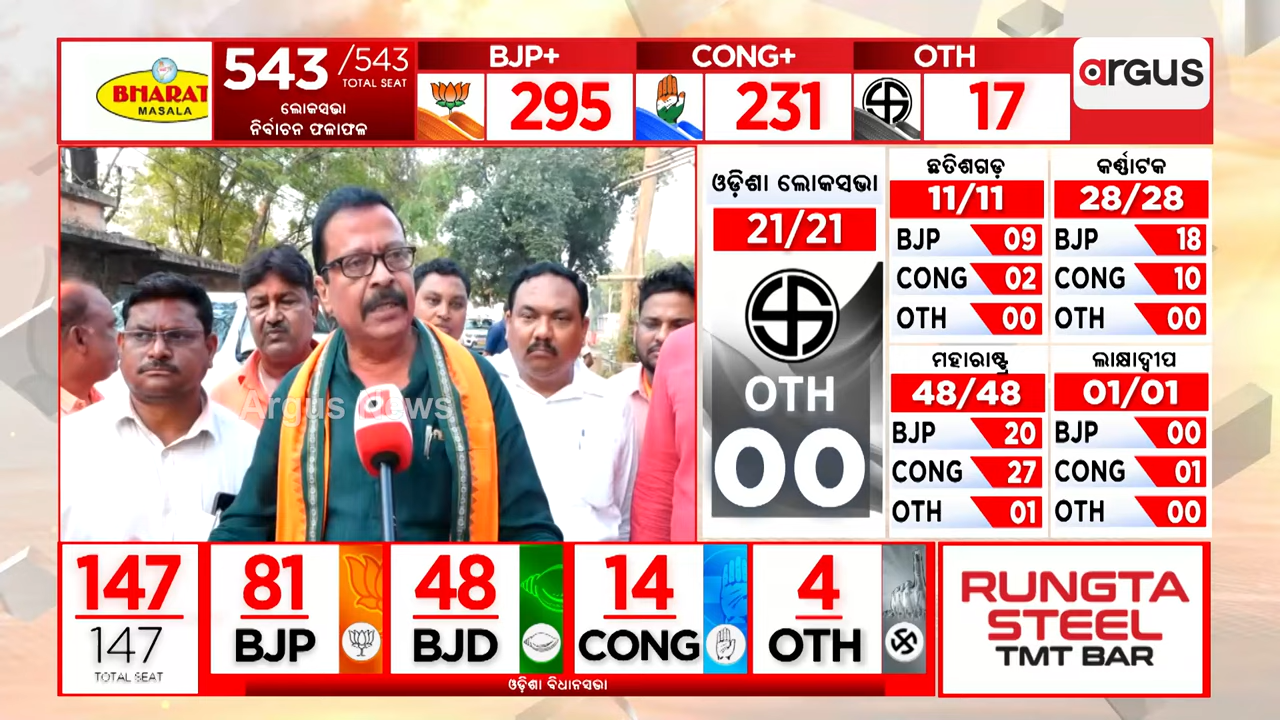 BHARAT
MASALA
543 /543
TOTAL SEAT
ଲୋକସଭା
ନିର୍ବାଚନ ଫଳାଫଳ
BJP+
295
CONG+
231
OTH
17
argus
Argus News
ଓଡ଼ିଶା ଲୋକସଭା
21/21
OTH
00
ଛତିଶଗଡ଼
11/11
BJP 09
CONG 02
OTH 00
କର୍ଣ୍ଣାଟକ
28/28
BJP 18
CONG 10
OTH 00
ମହାରାଷ୍ଟ୍ର
48/48
BJP 20
CONG 27
OTH 01
ଲାକ୍ଷାଦ୍ୱୀପ
01/01
BJP 00
CONG 01
OTH 00
147
147
TOTAL SEAT
81
BJP
48
BJD
14
CONG
4
OTH
ଓଡ଼ିଶା ବିଧାନସଭା
RUNGTA
STEEL
TMT BAR